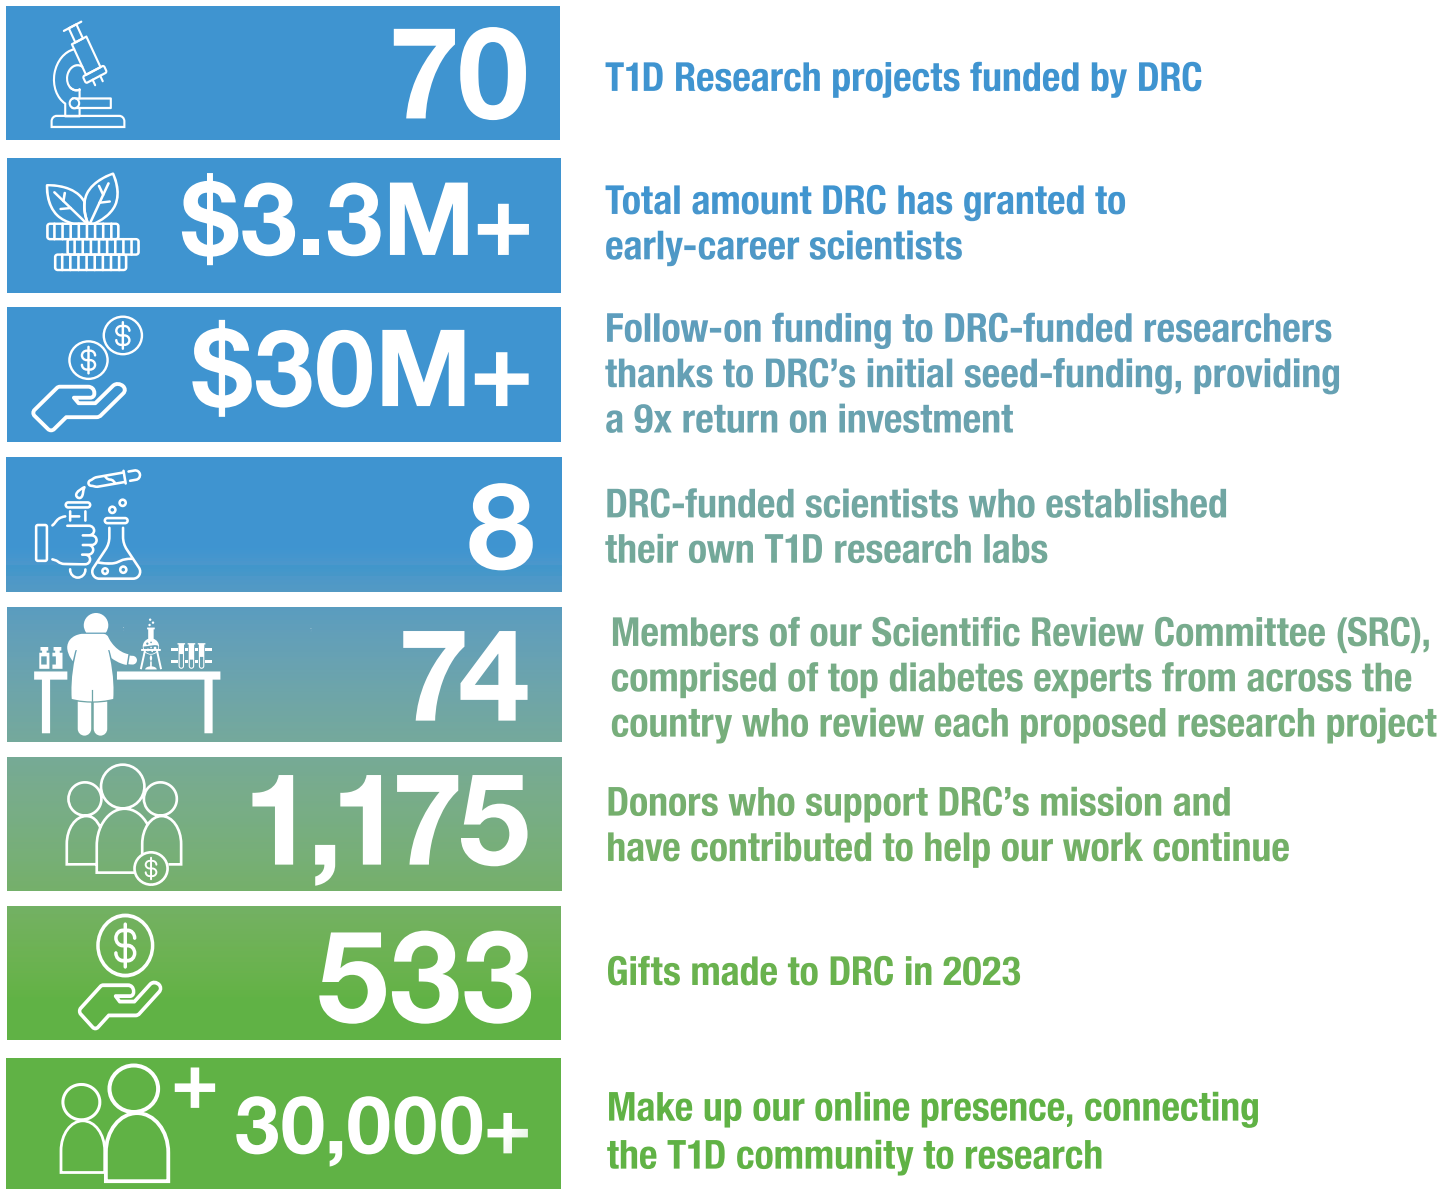 70
T1D Research projects funded by DRC
$3.3M+
Total amount DRC has granted to
early-career scientists
$
$
$30M+
Follow-on funding to DRC-funded researchers
thanks to DRC’s initial seed-funding, providing
a 9x return on investment
8
DRC-funded scientists who established
their own T1D research labs
74
Members of our Scientific Review Committee (SRC),
comprised of top diabetes experts from across the
country who review each proposed research project
$
1,175
Donors who support DRC’s mission and
have contributed to help our work continue
$
533
Gifts made to DRC in 2023
+
30,000+
Make up our online presence, connecting
the T1D community to research